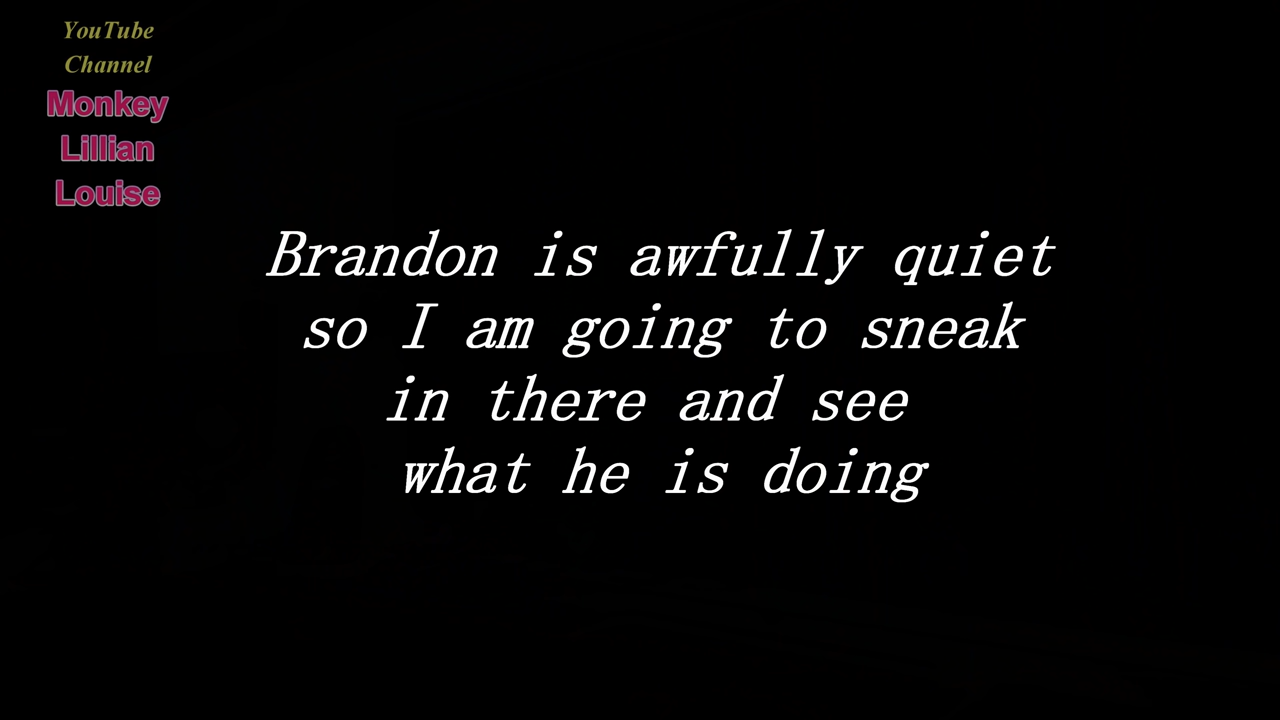 YouTube
Channel
Monkey
Lillian
Louise
Brandon is awfully quiet
so I am going to sneak
in there and see
what he is doing